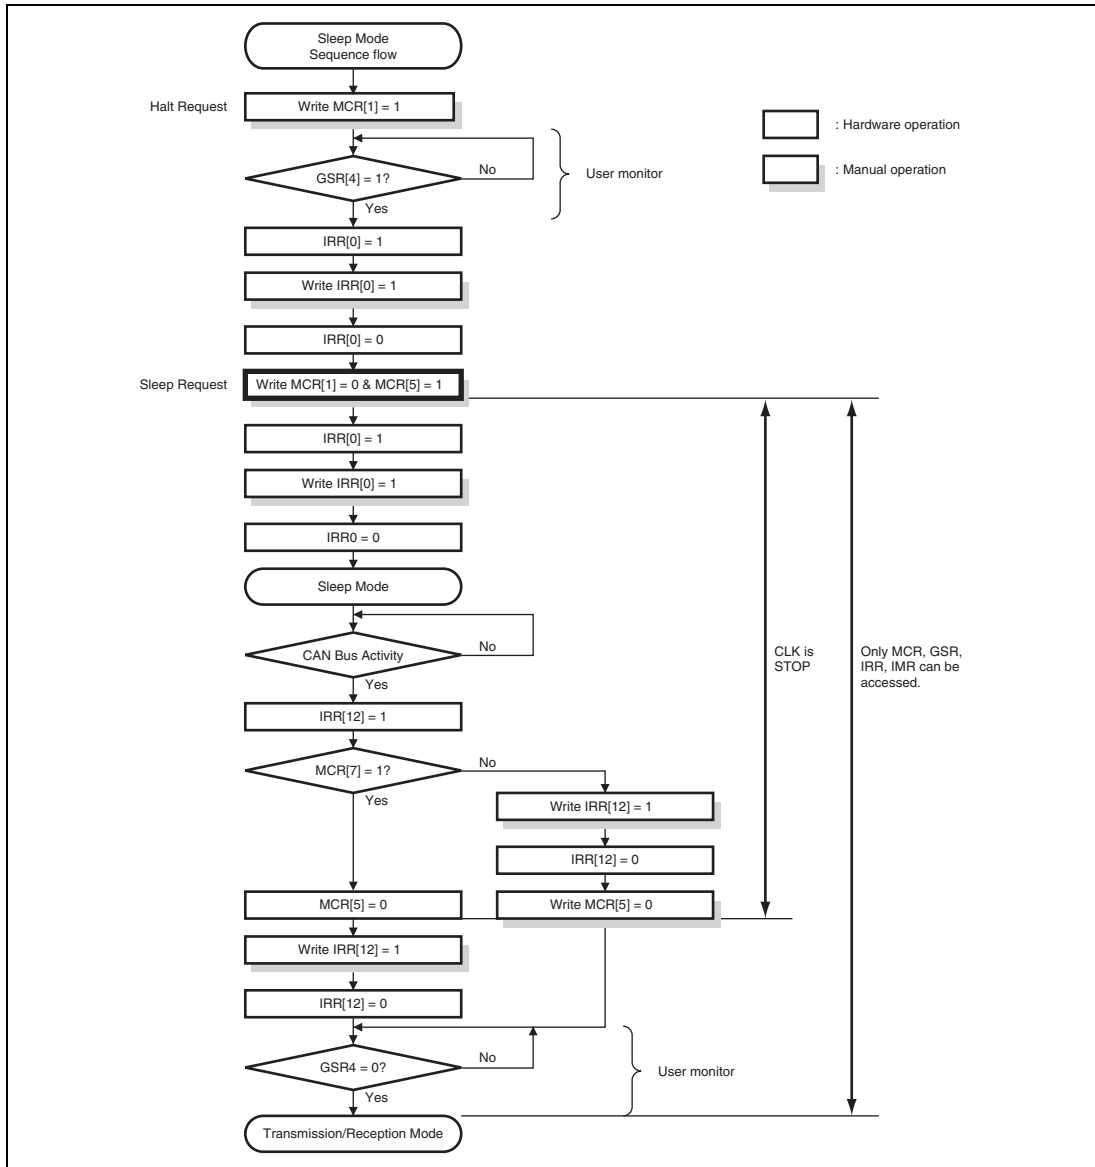 Sleep Mode
Sequence flow
Halt Request
Write MCR[1] = 1
: Hardware operation
: Manual operation
GSR[4] = 1?
No
User monitor
Yes
IRR[0] = 1
Write IRR[0] = 1
IRR[0] = 0
Sleep Request
Write MCR[1] = 0 & MCR[5] = 1
IRR[0] = 1
Write IRR[0] = 1
IRR0 = 0
Sleep Mode
CAN Bus Activity
No
Yes
CLK is
STOP
Only MCR, GSR,
IRR, IMR can be
accessed.
IRR[12] = 1
MCR[7] = 1?
No
Yes
Write IRR[12] = 1
IRR[12] = 0
MCR[5] = 0
Write MCR[5] = 0
Write IRR[12] = 1
IRR[12] = 0
GSR4 = 0?
No
User monitor
Yes
Transmission/Reception Mode